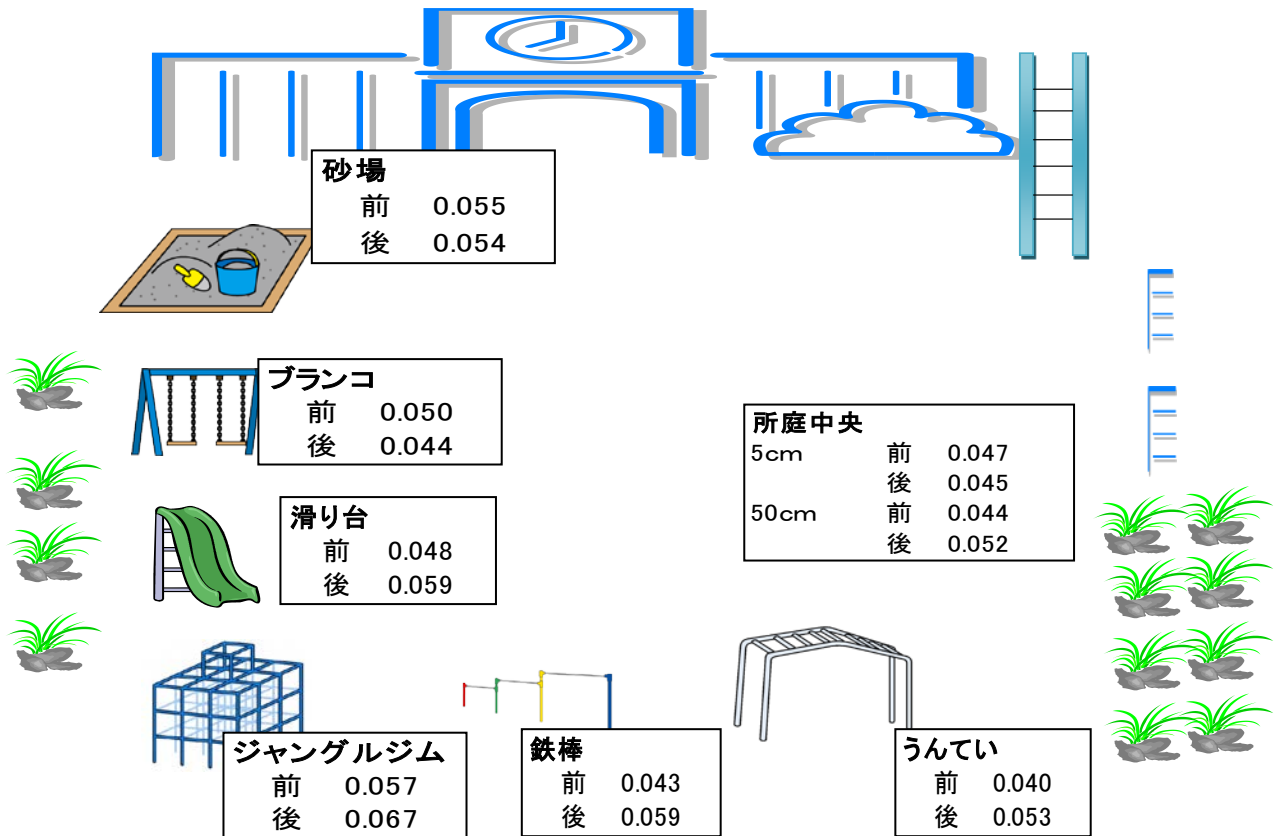 砂場
前 0.055
後 0.054
ブランコ
前 0.050
後 0.044
所庭中央
5cm 前 0.047
後 0.045
50cm 前 0.044
後 0.052
滑り台
前 0.048
後 0.059
ジャングルジム
前 0.057
後 0.067
鉄棒
前 0.043
後 0.059
うんてい
前 0.040
後 0.053